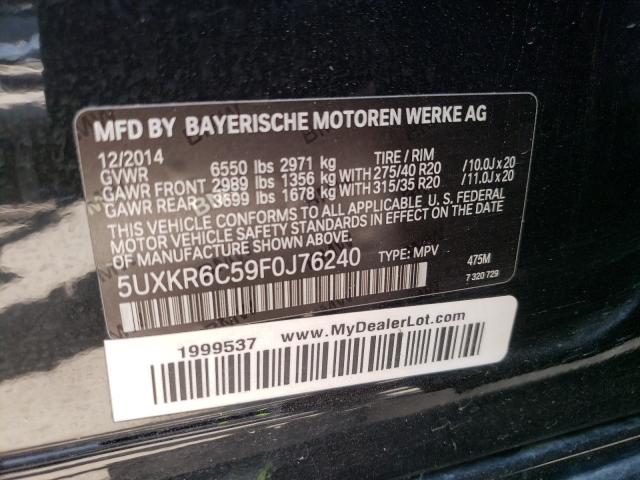 MFD BY BAYERISCHE MOTOREN WERKE AG
12/2014
GVWR 6550 lbs 2971 kg TIRE / RIM
GAWR FRONT 2989 lbs 1356 kg WITH 275/40 R20 /10.0J x 20
GAWR REAR 3699 lbs 1678 kg WITH 315/35 R20 /11.0J x 20
THIS VEHICLE CONFORMS TO ALL APPLICABLE U. S. FEDERAL
MOTOR VEHICLE SAFETY STANDARDS IN EFFECT ON THE DATE
OF MANUFACTURE SHOWN ABOVE.
5UXKR6C59F0J76240 TYPE: MPV 475M
7 320 729
1999537 www.MyDealerLot.com